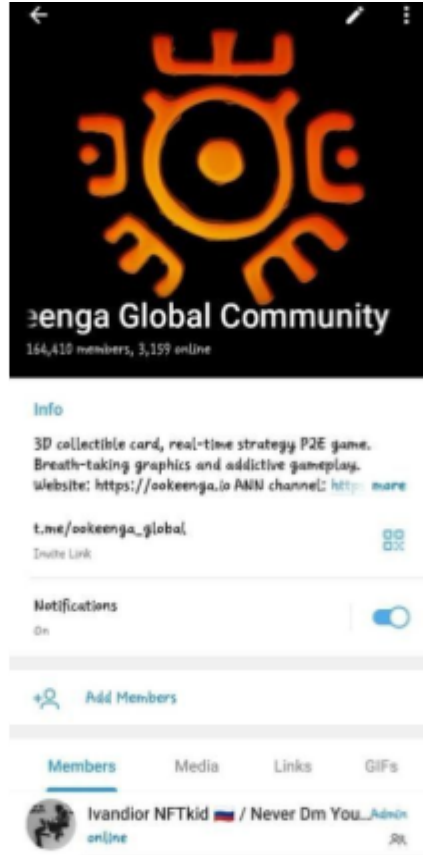 eenga Global Community
164,410 members, 3,159 online
Info
3D collectible card, real-time strategy P2E game.
Breath-taking graphics and addictive gameplay.
Website: https://ookeenga.io ANN channel: http more
t.me/ookeenga_global
Invite Link
Notifications
On
Add Members
Members Media Links GIFs
Ivandior NFTkid 🇷🇺 / Never Dm You... Admin
online